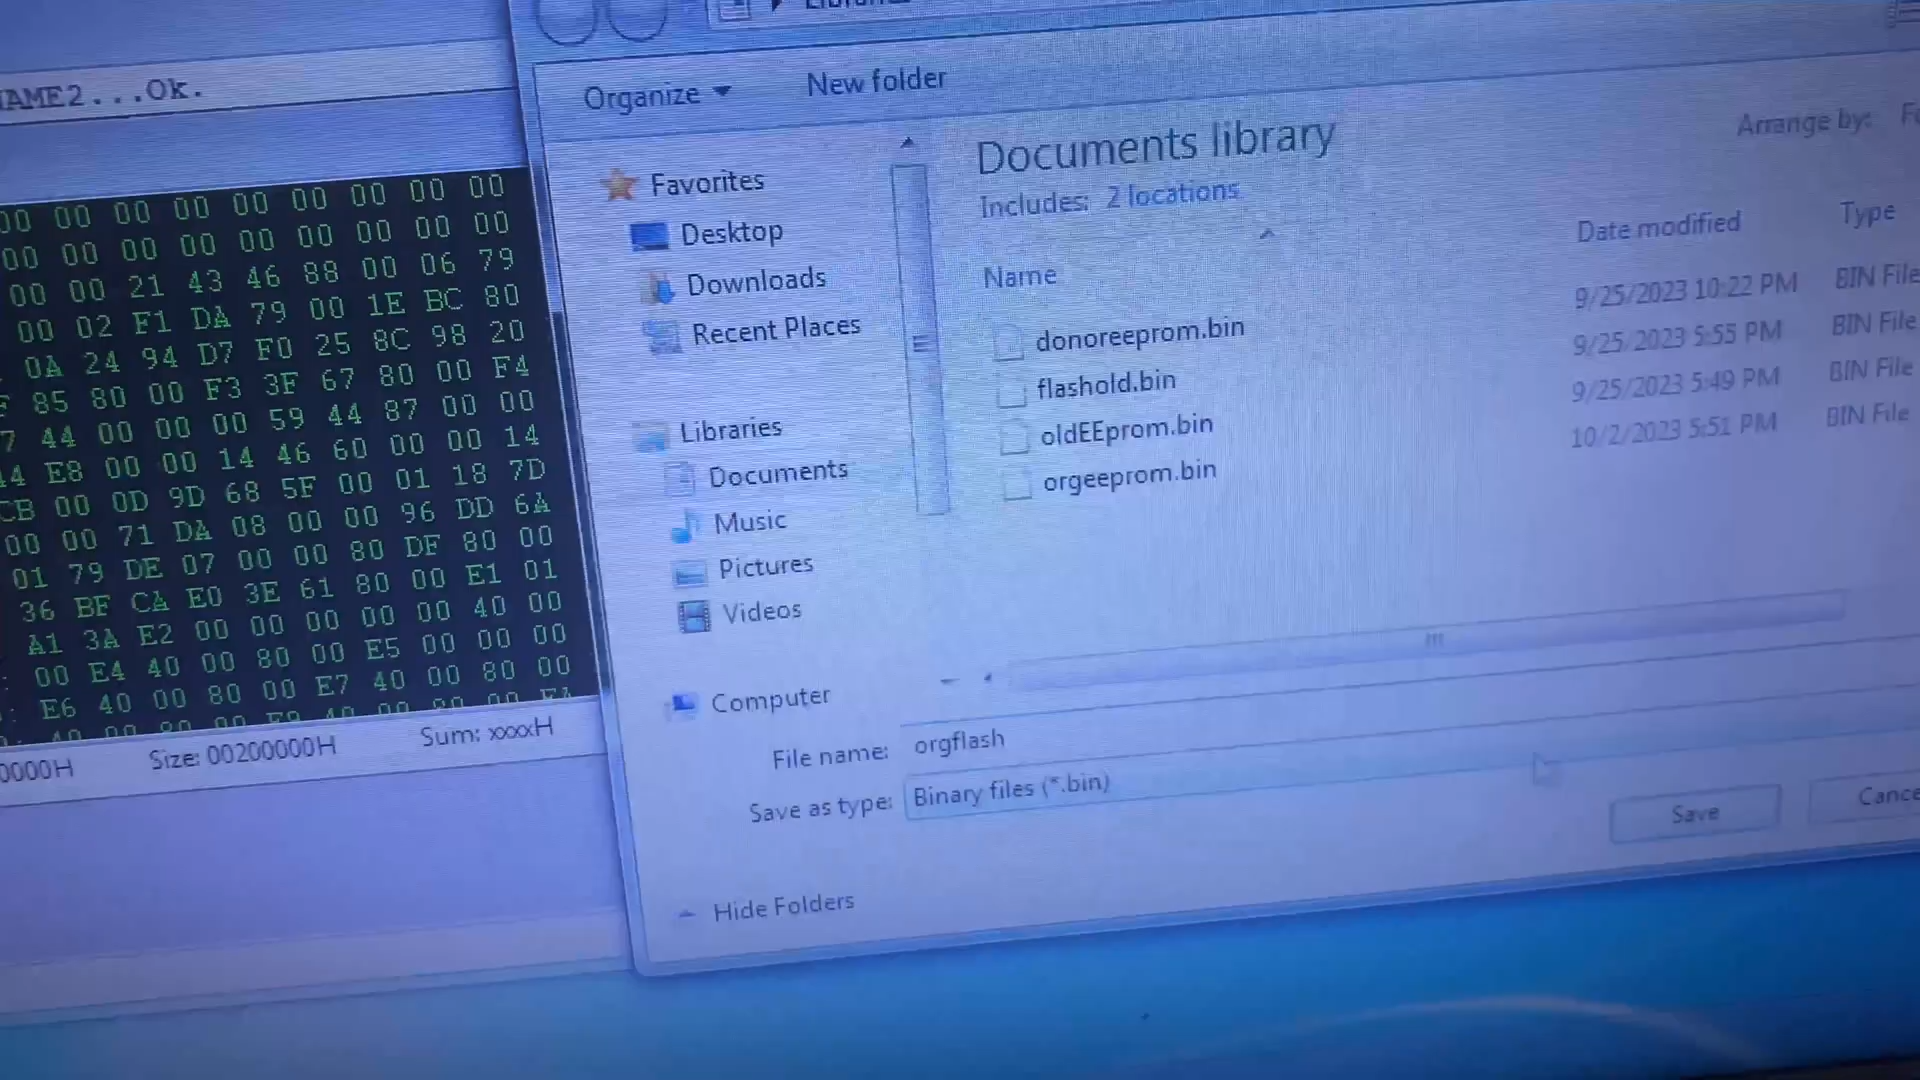 AME2...Ok.
00 00 00 00 00 00 00 00 00
00 00 00 00 00 00 00 00 00
00 00 21 43 46 88 00 06 79
00 02 F1 DA 79 00 1E BC 80
0A 24 94 D7 F0 25 8C 98 20
85 80 00 F3 3F 67 80 00 F4
44 00 00 00 59 44 87 00 00
E8 00 00 14 46 60 00 00 14
CB 00 0D 9D 68 5F 00 01 18 7D
00 00 71 DA 08 00 00 96 DD 6A
01 79 DE 07 00 00 80 DF 80 00
36 BF CA E0 3E 61 80 00 E1 01
A1 3A E2 00 00 00 00 00 40 00
00 E4 40 00 80 00 E5 00 00 00
E6 40 00 80 00 E7 40 00 80 00
0000H
Size: 00200000H
Sum: xxxxH
Organize
New folder
Favorites
Desktop
Downloads
Recent Places
Libraries
Documents
Music
Pictures
Videos
Computer
Documents library
Includes: 2 locations
Arrange by:
Name
Date modified
Type
donoreeprom.bin
9/25/2023 10:22 PM
BIN File
flashold.bin
9/25/2023 5:55 PM
BIN File
oldEEprom.bin
9/25/2023 5:49 PM
BIN File
orgeeprom.bin
10/2/2023 5:51 PM
BIN File
File name: orgflash
Save as type: Binary files (*.bin)
Save
Cance
Hide Folders